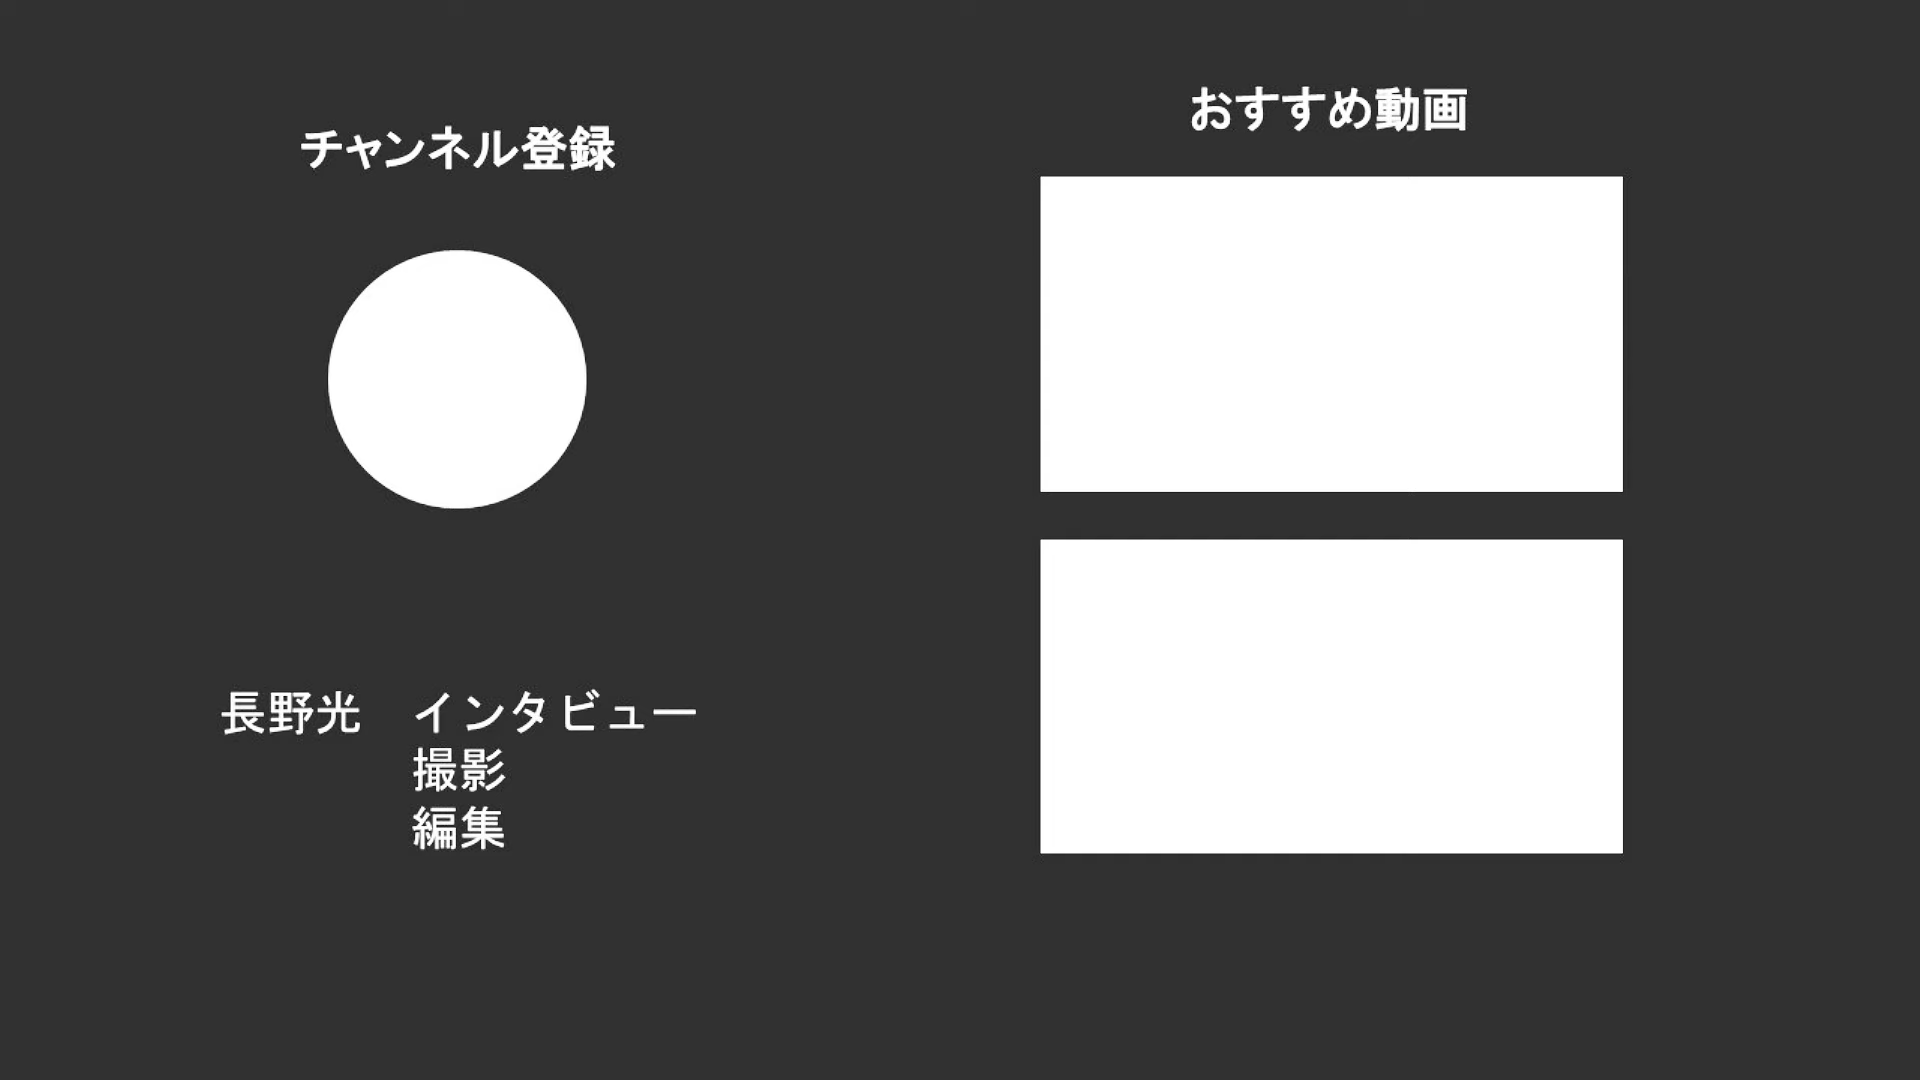 チャンネル登録
おすすめ動画
長野光　インタビュー
撮影
編集